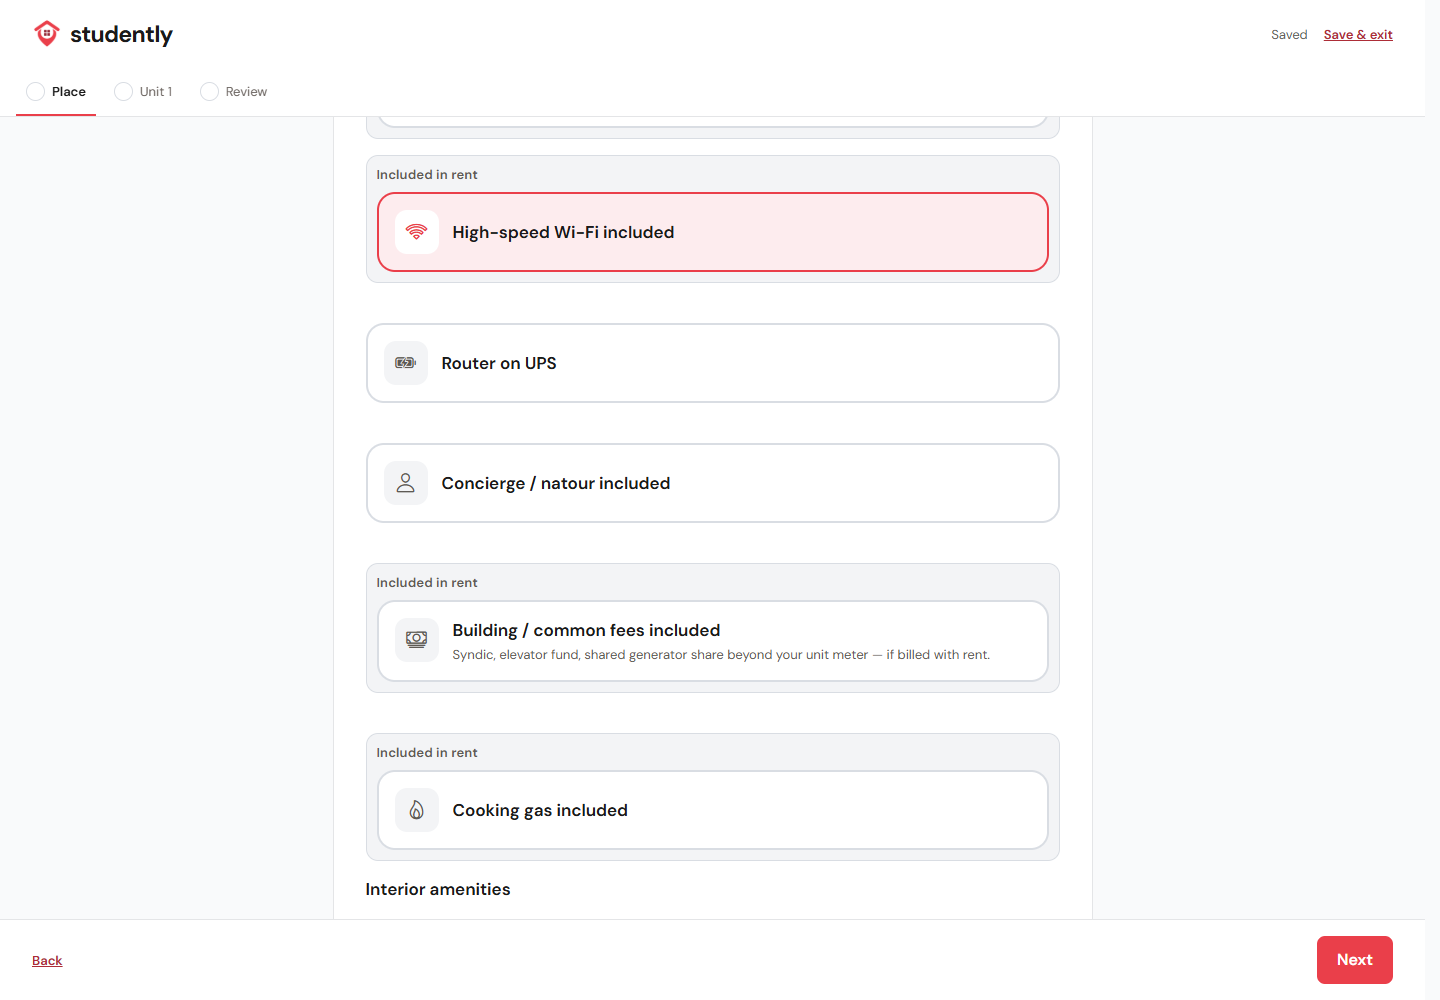 studently
Saved
Save & exit
Place
Unit 1
Review
Included in rent
High-speed Wi-Fi included
Router on UPS
Concierge / natour included
Included in rent
Building / common fees included
Syndic, elevator fund, shared generator share beyond your unit meter — if billed with rent.
Included in rent
Cooking gas included
Interior amenities
Back
Next